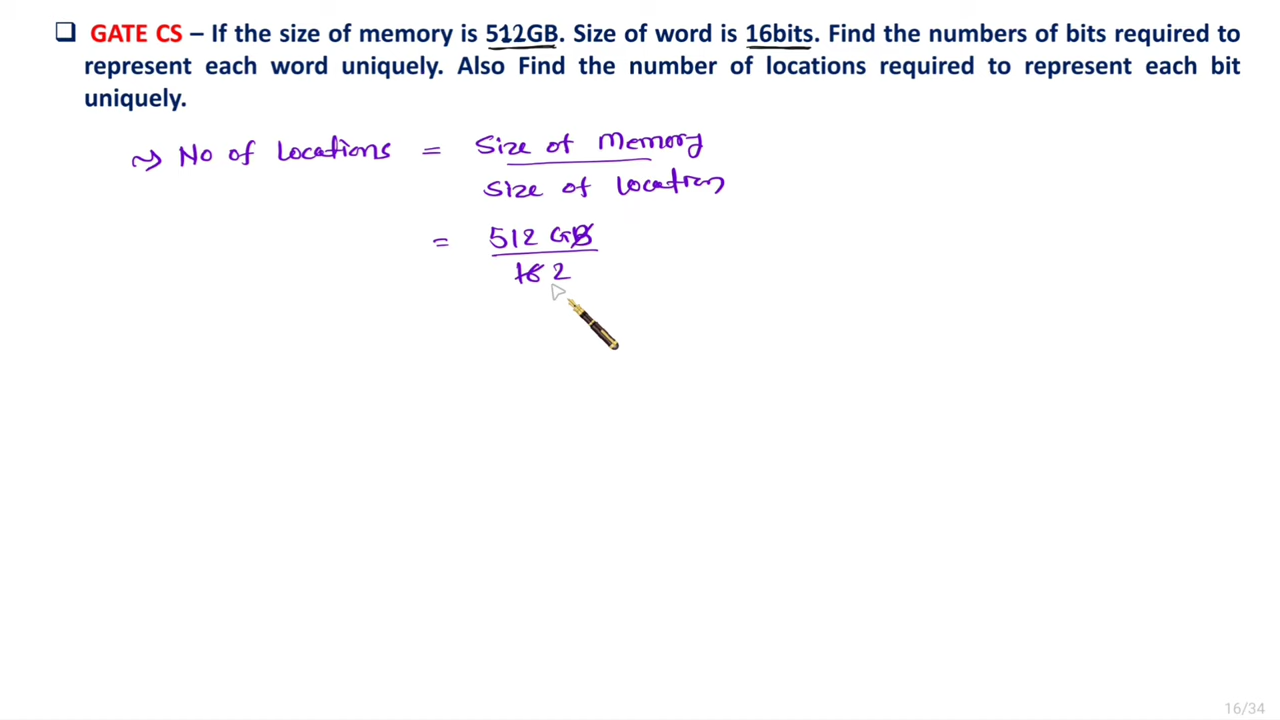 ❑ GATE CS – If the size of memory is 512GB. Size of word is 16bits. Find the numbers of bits required to
represent each word uniquely. Also Find the number of locations required to represent each bit
uniquely.
~> No of Locations = Size of Memory
Size of Location
= 512 GB
16 2
16/34